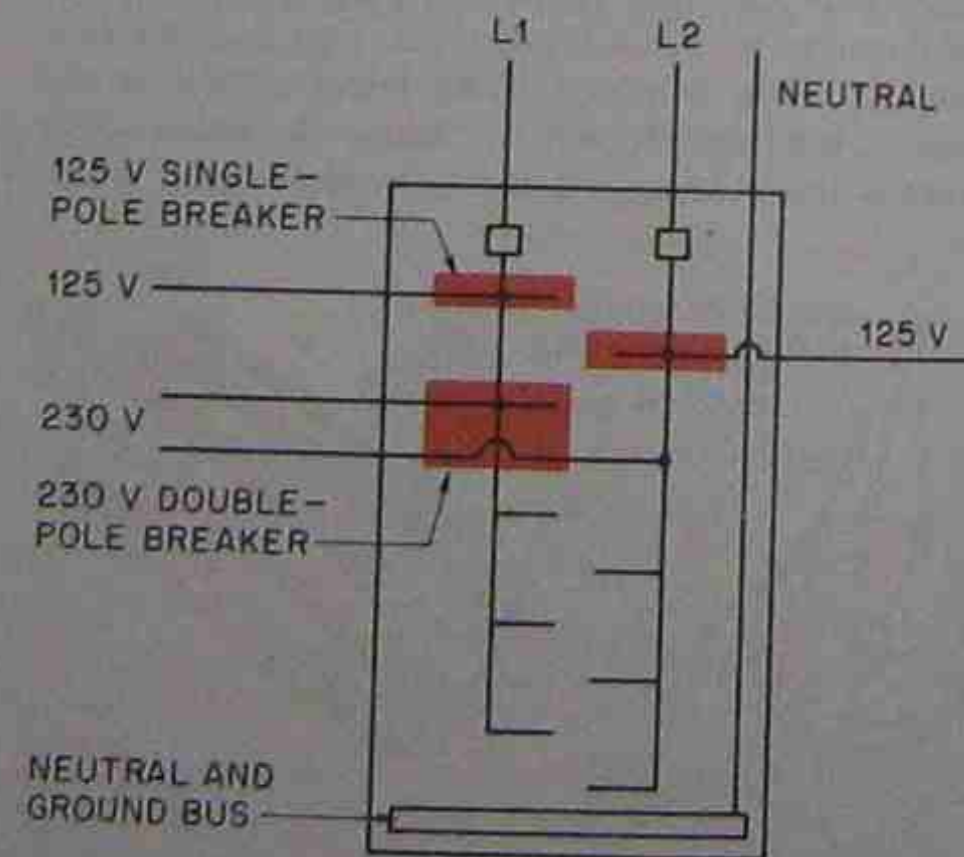 L1
L2
NEUTRAL
125 V SINGLE-
POLE BREAKER
125 V
125 V
230 V
230 V DOUBLE-
POLE BREAKER
NEUTRAL AND
GROUND BUS